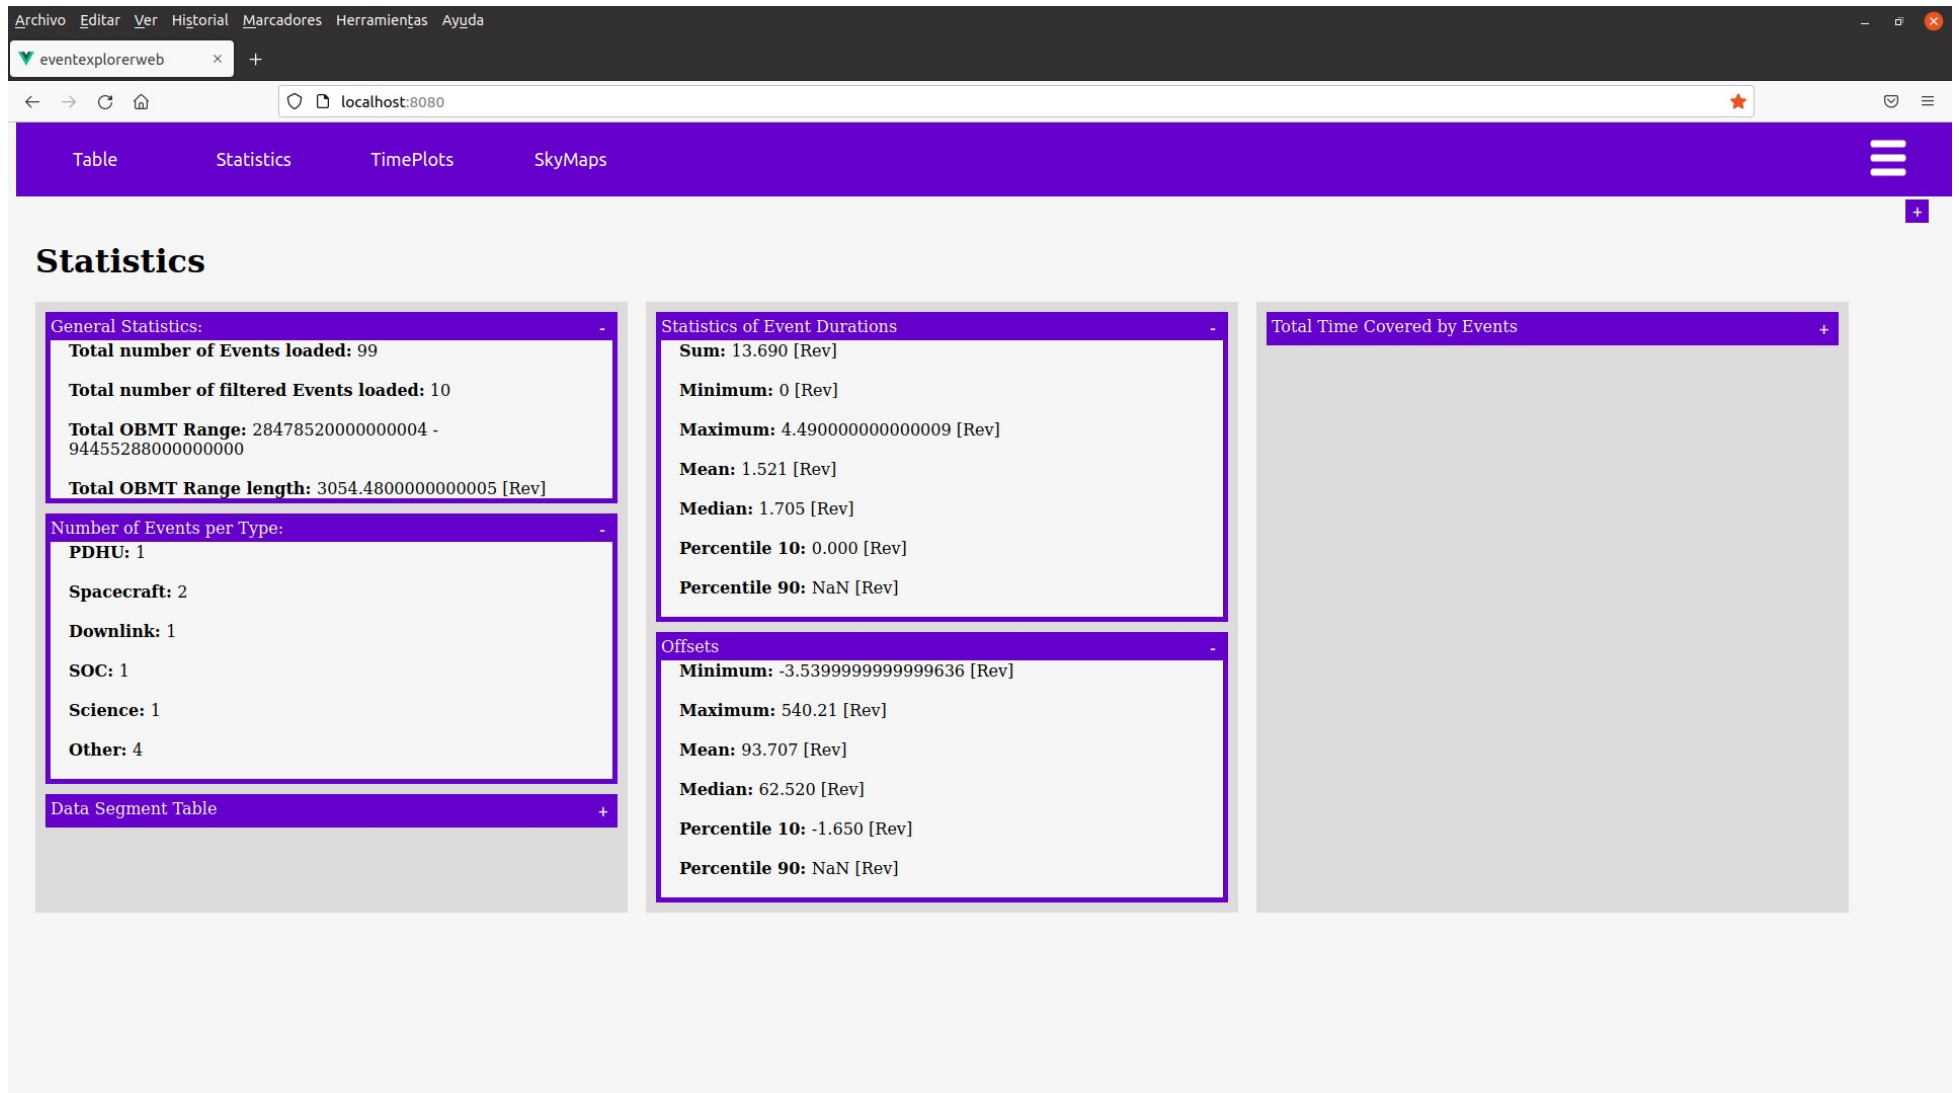 Archivo Editar Ver Historial Marcadores Herramientas Ayuda
eventexplorerweb
localhost:8080
Table Statistics TimePlots SkyMaps
+
Statistics
General Statistics: -
Total number of Events loaded: 99
Total number of filtered Events loaded: 10
Total OBMT Range: 28478520000000004 -
94455288000000000
Total OBMT Range length: 3054.4800000000005 [Rev]
Number of Events per Type: -
PDHU: 1
Spacecraft: 2
Downlink: 1
SOC: 1
Science: 1
Other: 4
Data Segment Table +
Statistics of Event Durations -
Sum: 13.690 [Rev]
Minimum: 0 [Rev]
Maximum: 4.490000000000009 [Rev]
Mean: 1.521 [Rev]
Median: 1.705 [Rev]
Percentile 10: 0.000 [Rev]
Percentile 90: NaN [Rev]
Offsets -
Minimum: -3.5399999999999636 [Rev]
Maximum: 540.21 [Rev]
Mean: 93.707 [Rev]
Median: 62.520 [Rev]
Percentile 10: -1.650 [Rev]
Percentile 90: NaN [Rev]
Total Time Covered by Events +